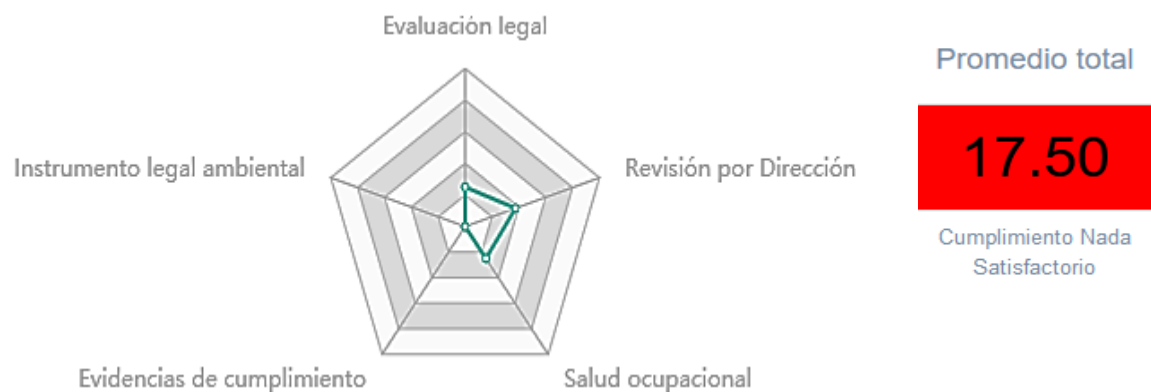 Evaluación legal
Promedio total
17.50
Instrumento legal ambiental
Revisión por Dirección
Cumplimiento Nada
Satisfactorio
Evidencias de cumplimiento
Salud ocupacional